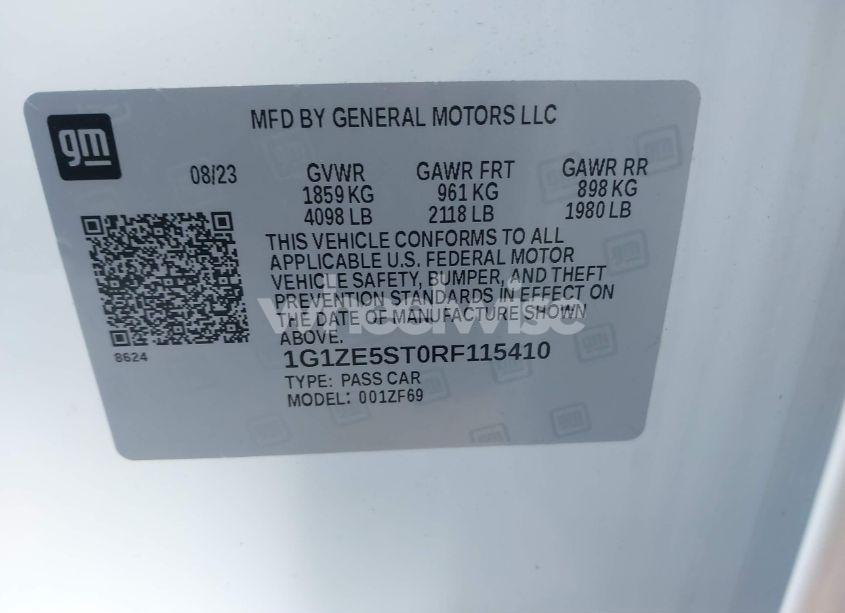 gm
MFD BY GENERAL MOTORS LLC
08/23 GVWR GAWR FRT GAWR RR
1859 KG 961 KG 898 KG
4098 LB 2118 LB 1980 LB
THIS VEHICLE CONFORMS TO ALL
APPLICABLE U.S. FEDERAL MOTOR
VEHICLE SAFETY, BUMPER, AND THEFT
PREVENTION STANDARDS IN EFFECT ON
THE DATE OF MANUFACTURE SHOWN
ABOVE.
wheelwise
8624
1G1ZE5ST0RF115410
TYPE: PASS CAR
MODEL: 001ZF69